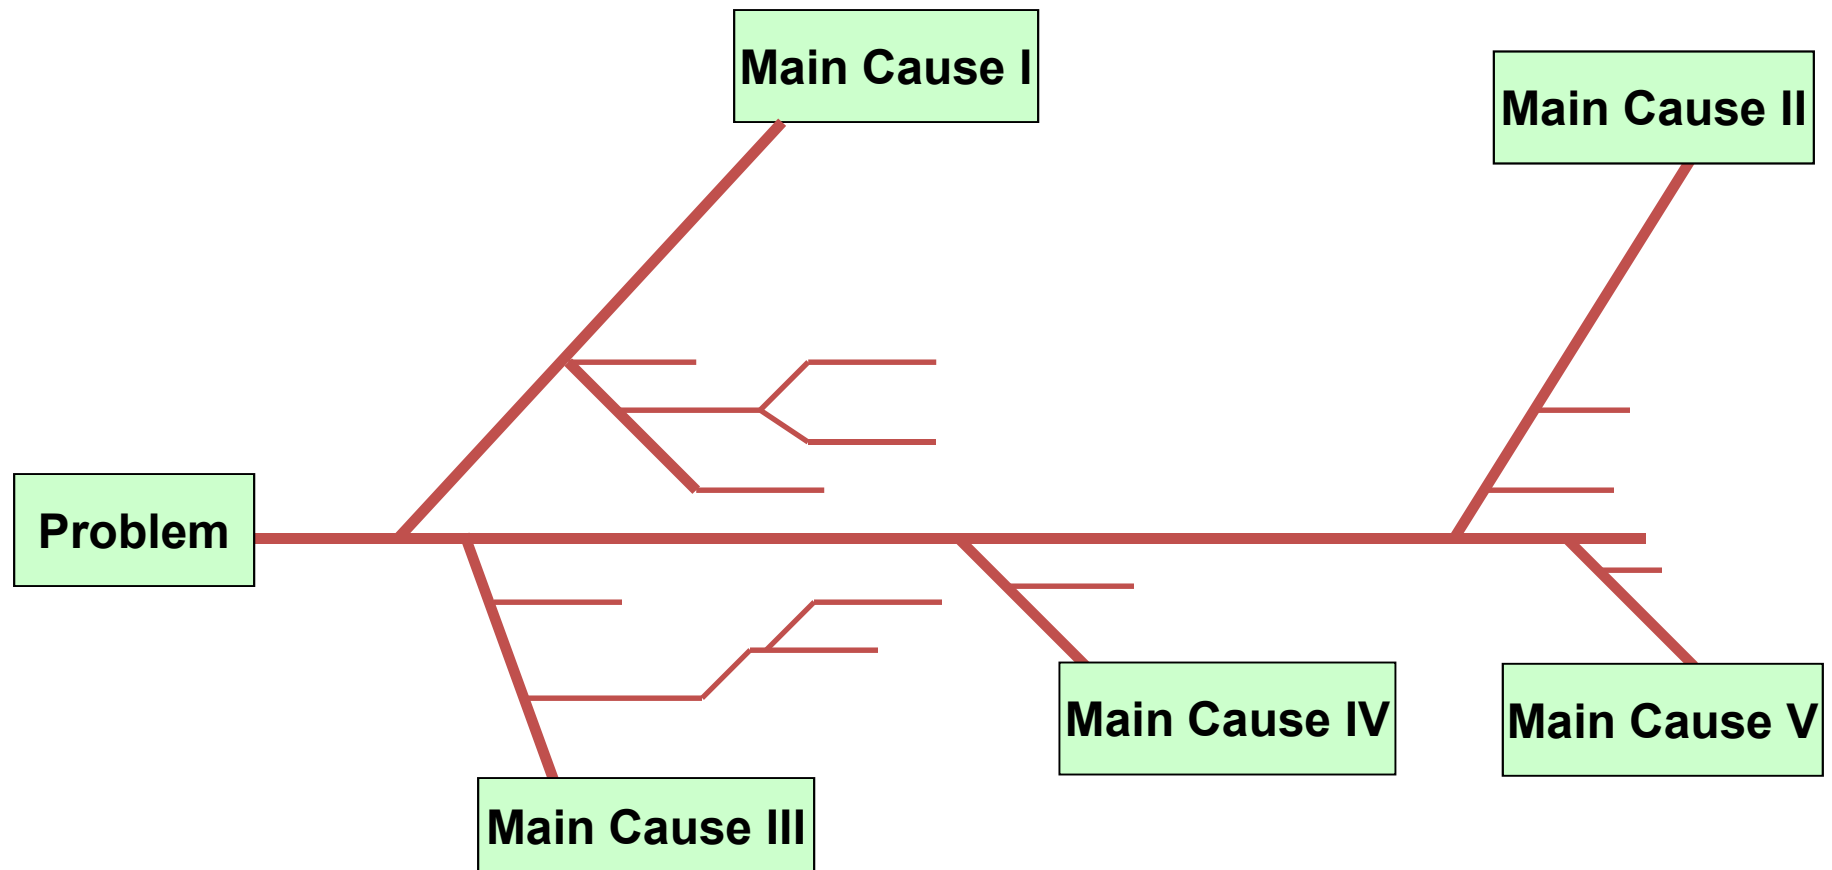 Main Cause I
Main Cause II
Problem
Main Cause IV
Main Cause V
Main Cause III